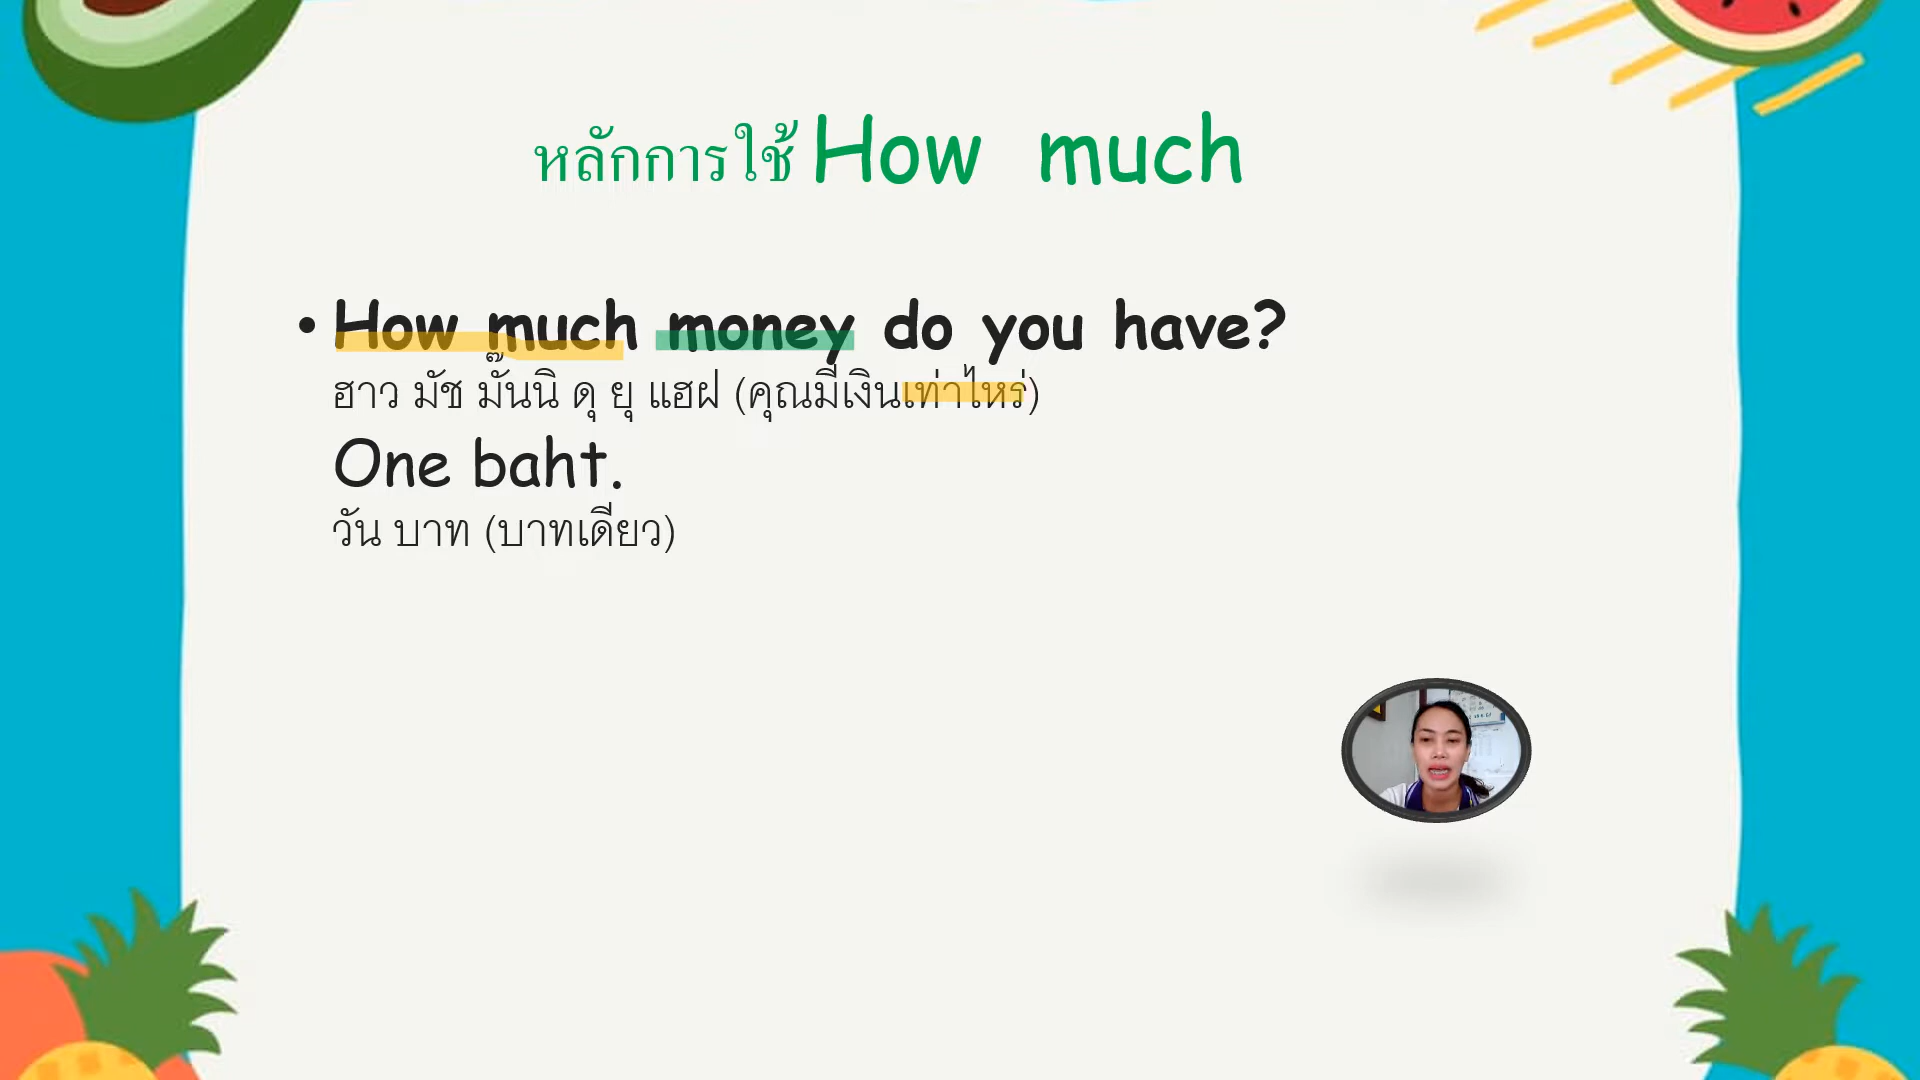 หลักการใช้ How much
• How much money do you have?
ฮาว มัช มั๊นนิ ดุ ยุ แฮฝ (คุณมีเงินเท่าไหร่)
One baht.
วัน บาท (บาทเดียว)